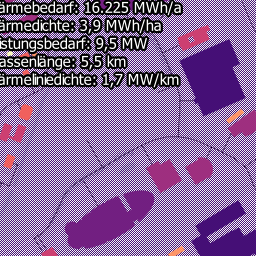 ärmebedarf: 16.225 MWh/a
ärmedichte: 3,9 MWh/ha
istungsbedarf: 9,5 MW
assenlänge: 5,5 km
ärmeliniedichte: 1,7 MW/km